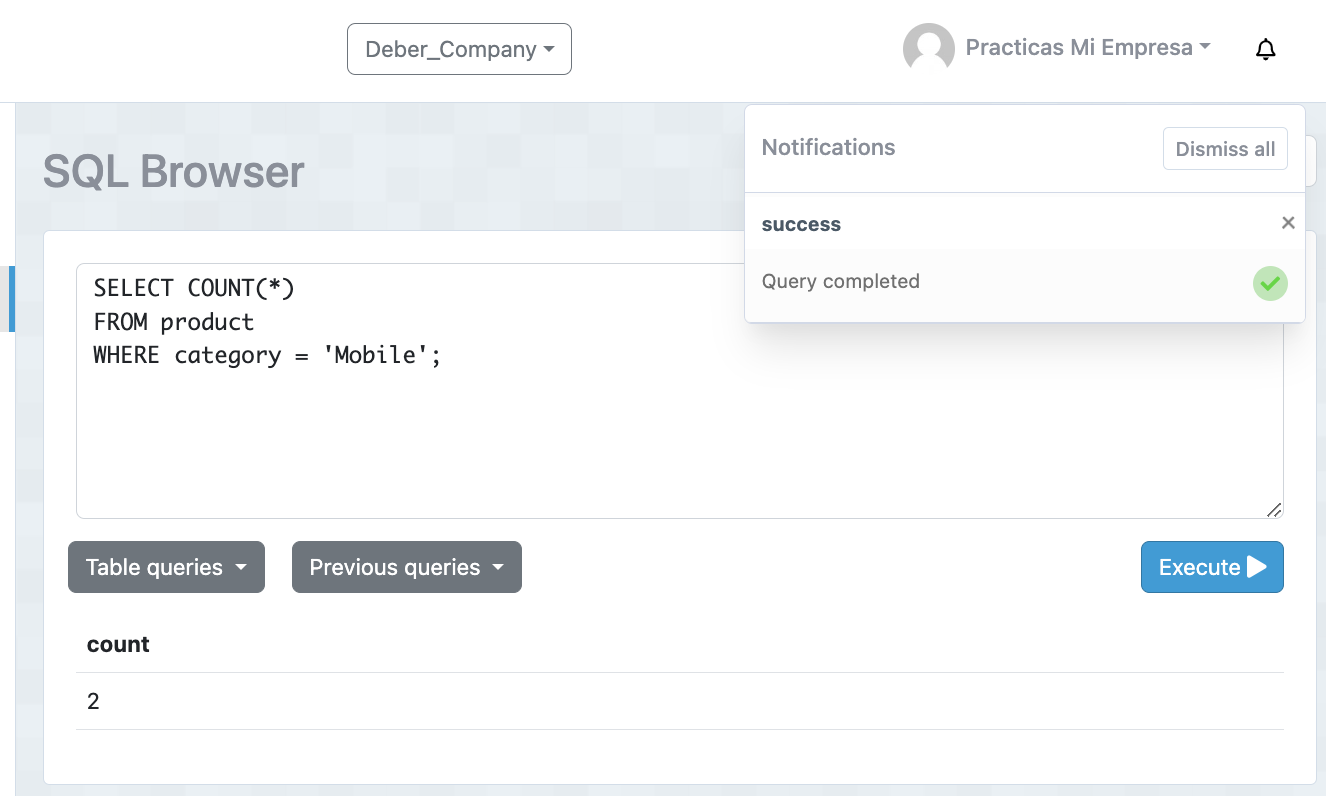 Deber_Company
Practicas Mi Empresa
Notifications
Dismiss all
success
Query completed
SQL Browser
SELECT COUNT(*)
FROM product
WHERE category = 'Mobile';
Table queries
Previous queries
Execute
count
2